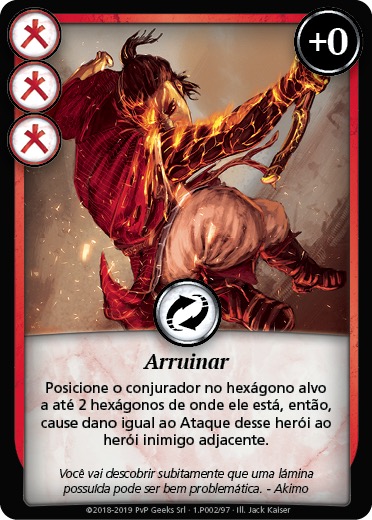 +0
Arruinar
Posicione o conjurador no hexágono alvo
a até 2 hexágonos de onde ele está, então,
cause dano igual ao Ataque desse herói ao
herói inimigo adjacente.
Você vai descobrir subitamente que uma lámina
possuída pode ser bem problemática. - Akimo
©2018-2019 PvP Geeks Srl · 1.P002/97 · Ill. Jack Kaiser